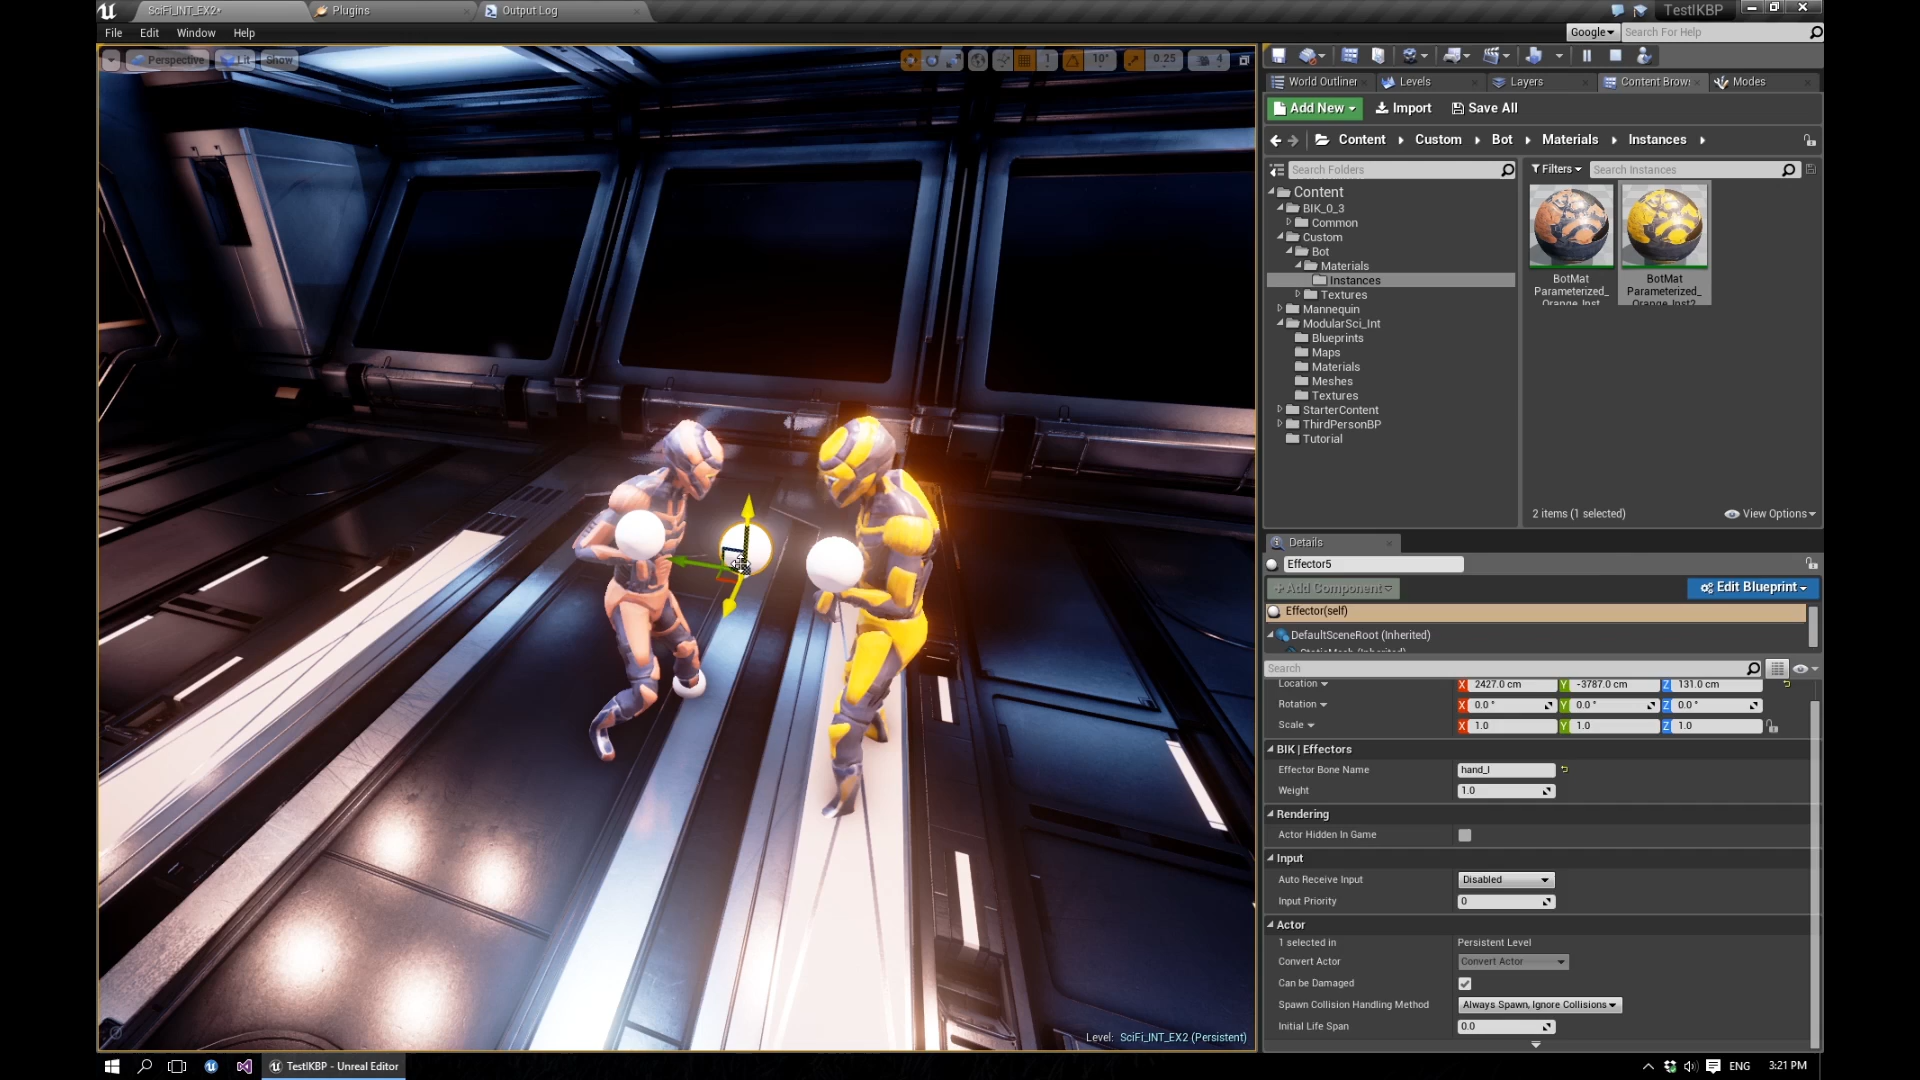 SciFi_INT_EX2*
Plugins
Output Log
TestIKBP
File Edit Window Help
Google
Search For Help
Perspective
Lit
Show
1
10°
0.25
4
World Outliner
Levels
Layers
Content Brow
Modes
Add New
Import
Save All
Content
Custom
Bot
Materials
Instances
Search Folders
Filters
Search Instances
Content
BIK_0_3
Common
Custom
Bot
Materials
Instances
Textures
Mannequin
ModularSci_Int
Blueprints
Maps
Materials
Meshes
Textures
StarterContent
ThirdPersonBP
Tutorial
BotMat
Parameterized_
Orange_Inst
BotMat
Parameterized_
Orange_Inst2
2 items (1 selected)
View Options
Details
Effector5
Add Component
Edit Blueprint
Effector(self)
DefaultSceneRoot (Inherited)
StaticMesh (Inherited)
Search
Location X 2427.0 cm Y -3787.0 cm Z 131.0 cm
Rotation X 0.0 ° Y 0.0 ° Z 0.0 °
Scale X 1.0 Y 1.0 Z 1.0
BIK | Effectors
Effector Bone Name hand_l
Weight 1.0
Rendering
Actor Hidden In Game
Input
Auto Receive Input Disabled
Input Priority 0
Actor
1 selected in Persistent Level
Convert Actor Convert Actor
Can be Damaged
Spawn Collision Handling Method Always Spawn, Ignore Collisions
Initial Life Span 0.0
Level: SciFi_INT_EX2 (Persistent)
TestIKBP - Unreal Editor
ENG
3:21 PM